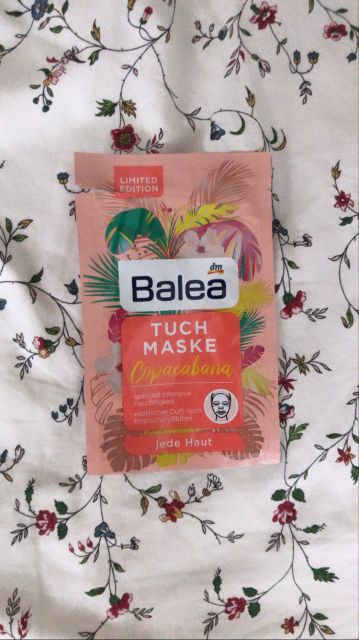 LIMITED
EDITION
dm
Balea
TUCH
MASKE
Copacabana
· spendet intensive
Feuchtigkeit
· exotischer Duft nach
tropischen Blüten
jede Haut